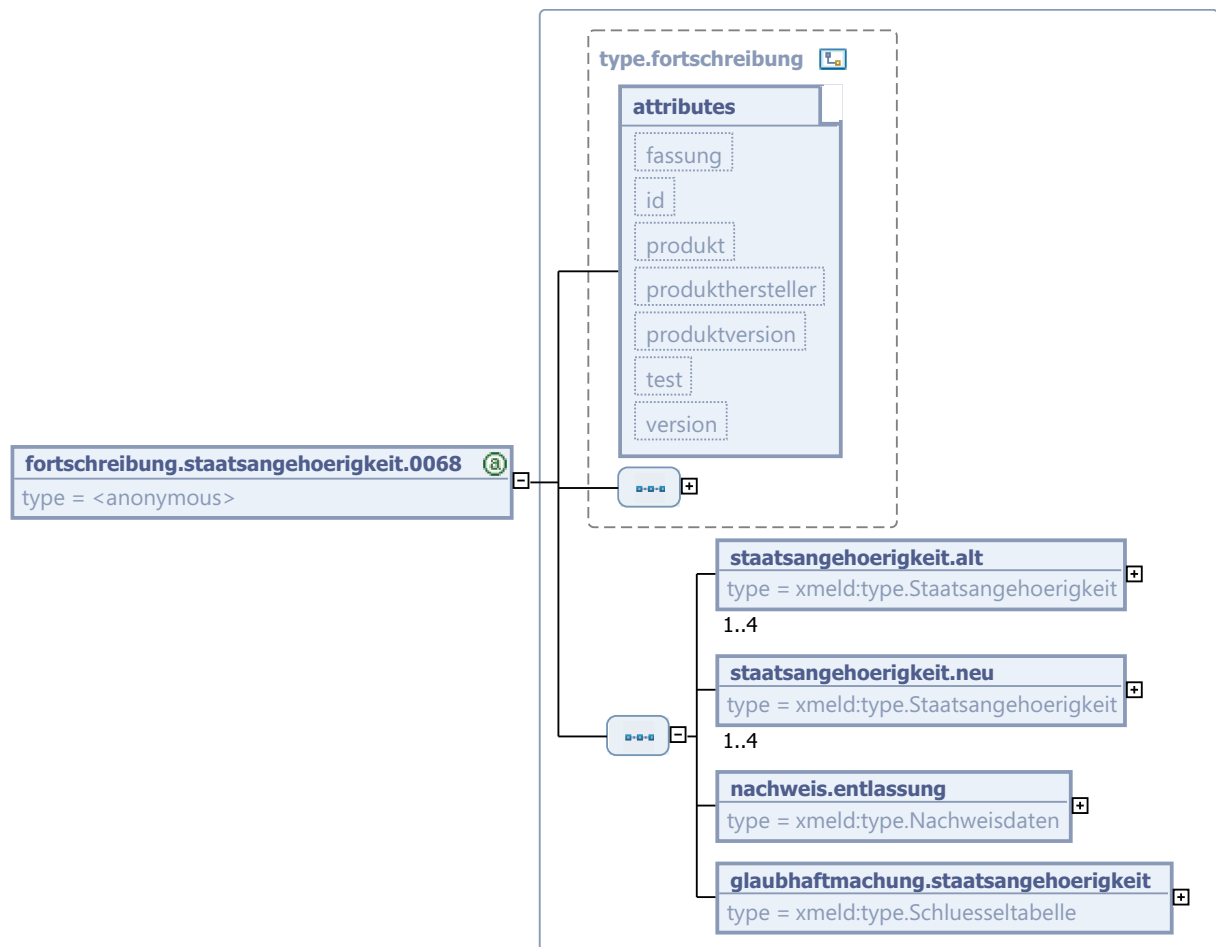 type.fortschreibung
attributes
fassung
id
produkt
produkthersteller
produktversion
test
version
fortschreibung.staatsangehoerigkeit.0068 a
type = <anonymous>
staatsangehoerigkeit.alt
type = xmeld:type.Staatsangehoerigkeit
1..4
staatsangehoerigkeit.neu
type = xmeld:type.Staatsangehoerigkeit
1..4
nachweis.entlassung
type = xmeld:type.Nachweisdaten
glaubhaftmachung.staatsangehoerigkeit
type = xmeld:type.Schluesseltabelle